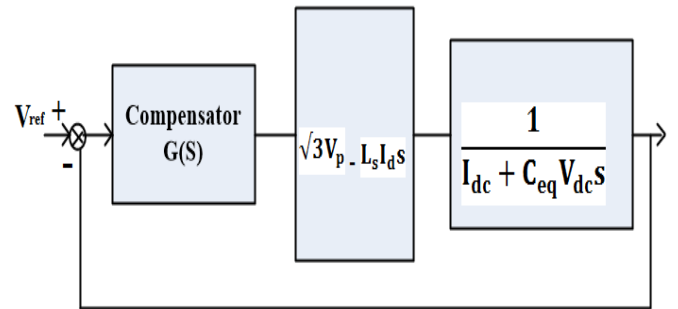 Vref +
-
Compensator
G(S)
√3Vp - LsIds
1
Idc + CeqVdcs